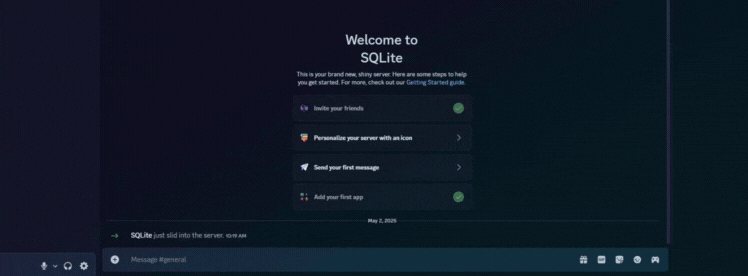 Welcome to
SQLite
This is your brand new, shiny server. Here are some steps to help
you get started. For more, check out our Getting Started guide.
Invite your friends
Personalize your server with an icon
Send your first message
Add your first app
May 2, 2025
SQLite just slid into the server. 10:19 AM
Message #general
GIF